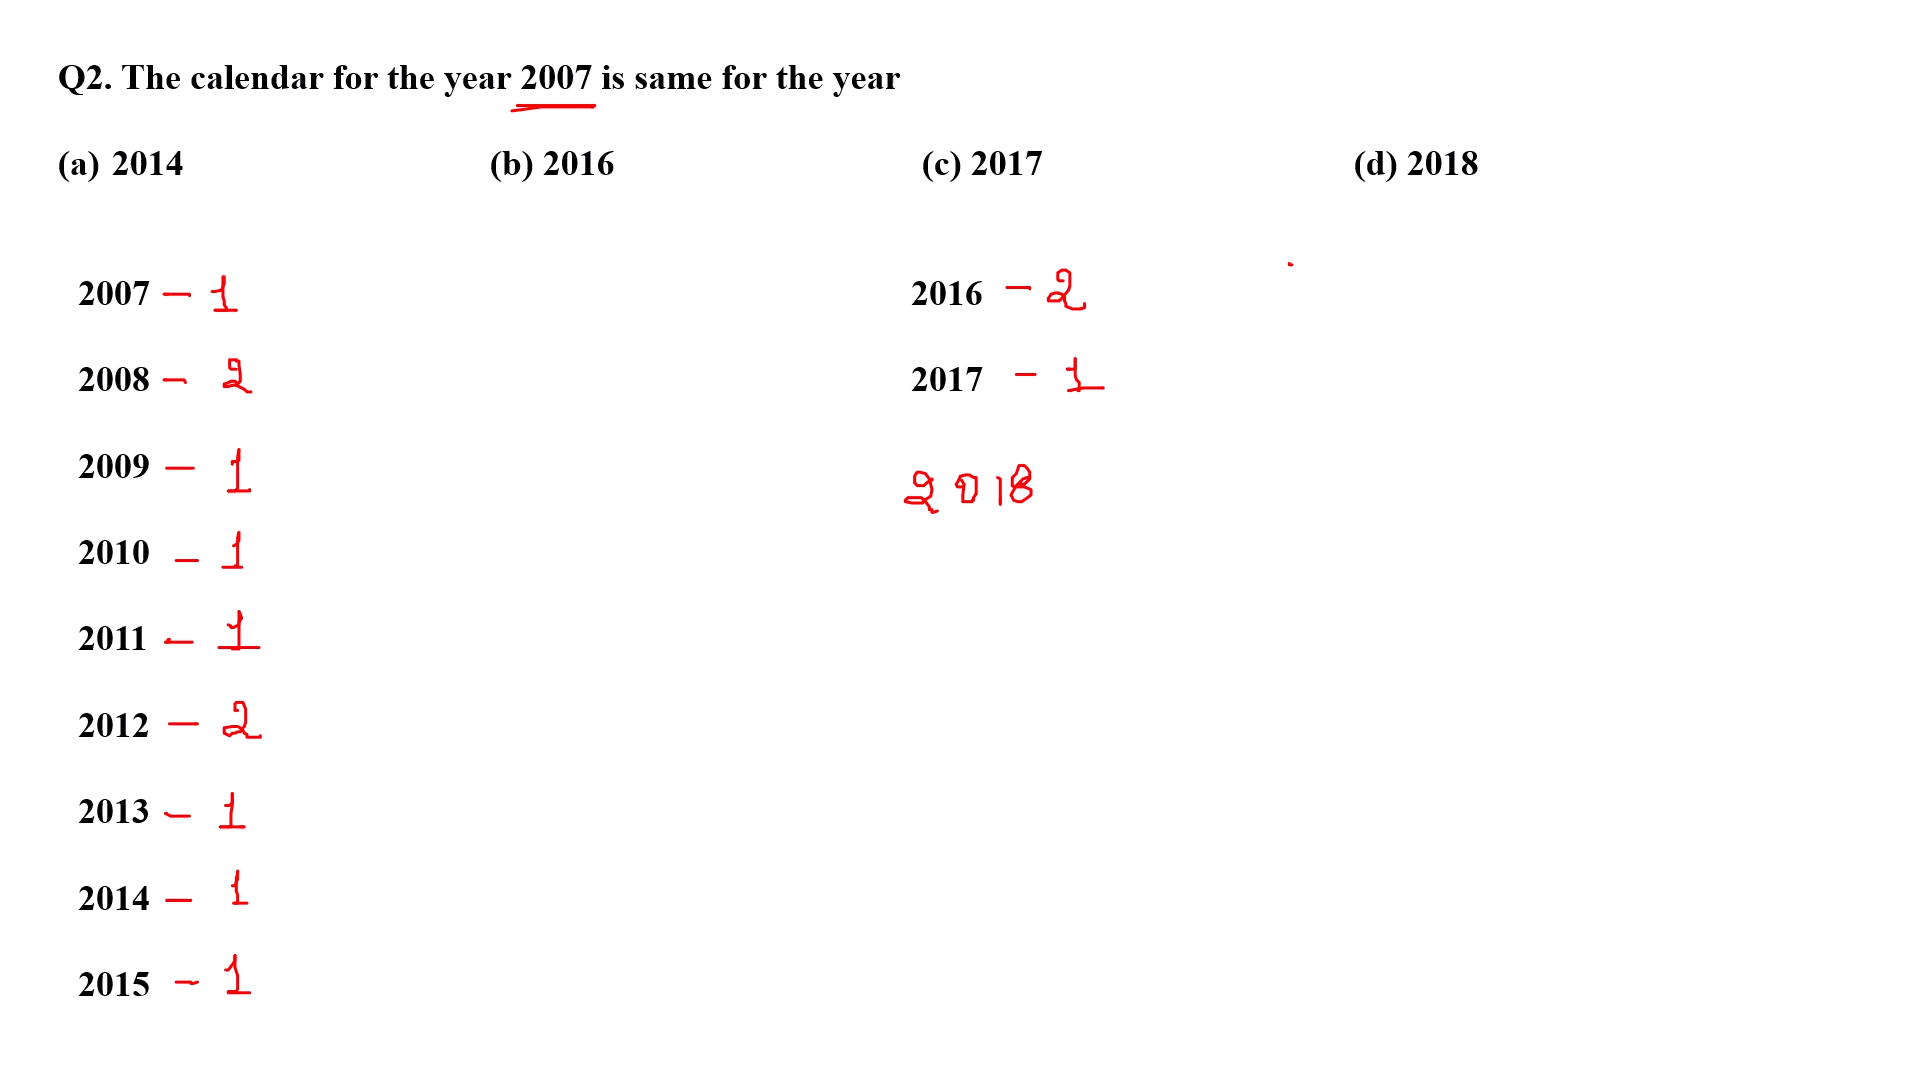 Q2. The calendar for the year 2007 is same for the year
(a) 2014 (b) 2016 (c) 2017 (d) 2018
2007 – 1
2008 – 2
2009 – 1
2010 – 1
2011 – 1
2012 – 2
2013 – 1
2014 – 1
2015 – 1
2016 – 2
2017 – 1
2018